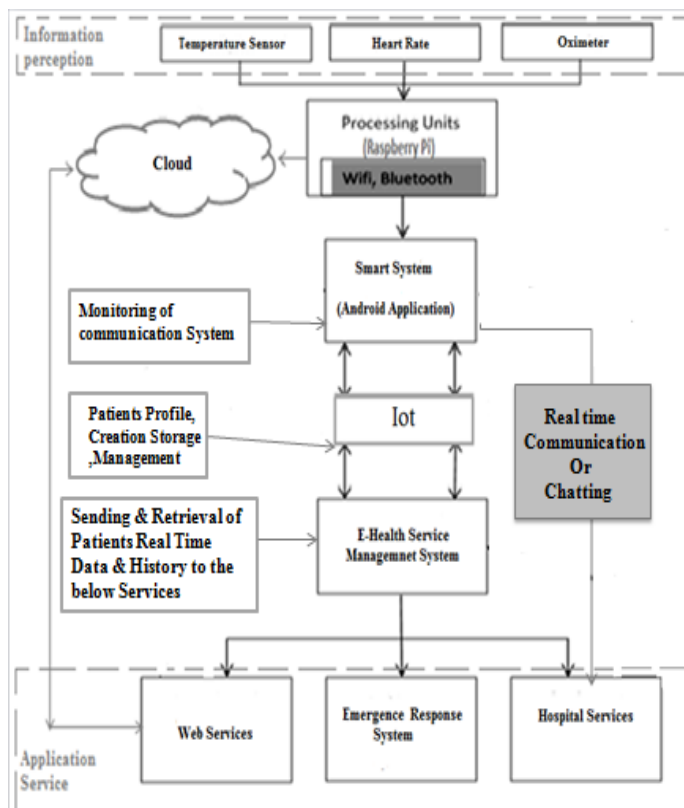 Information
perception
Temperature Sensor
Heart Rate
Oximeter
Processing Units
(Raspberry Pi)
Wifi, Bluetooth
Cloud
Smart System
(Android Application)
Monitoring of
communication System
Patients Profile,
Creation Storage
,Management
Iot
Real time
Communication
Or
Chatting
Sending & Retrieval of
Patients Real Time
Data & History to the
below Services
E-Health Service
Managemnet System
Web Services
Emergence Response
System
Hospital Services
Application
Service